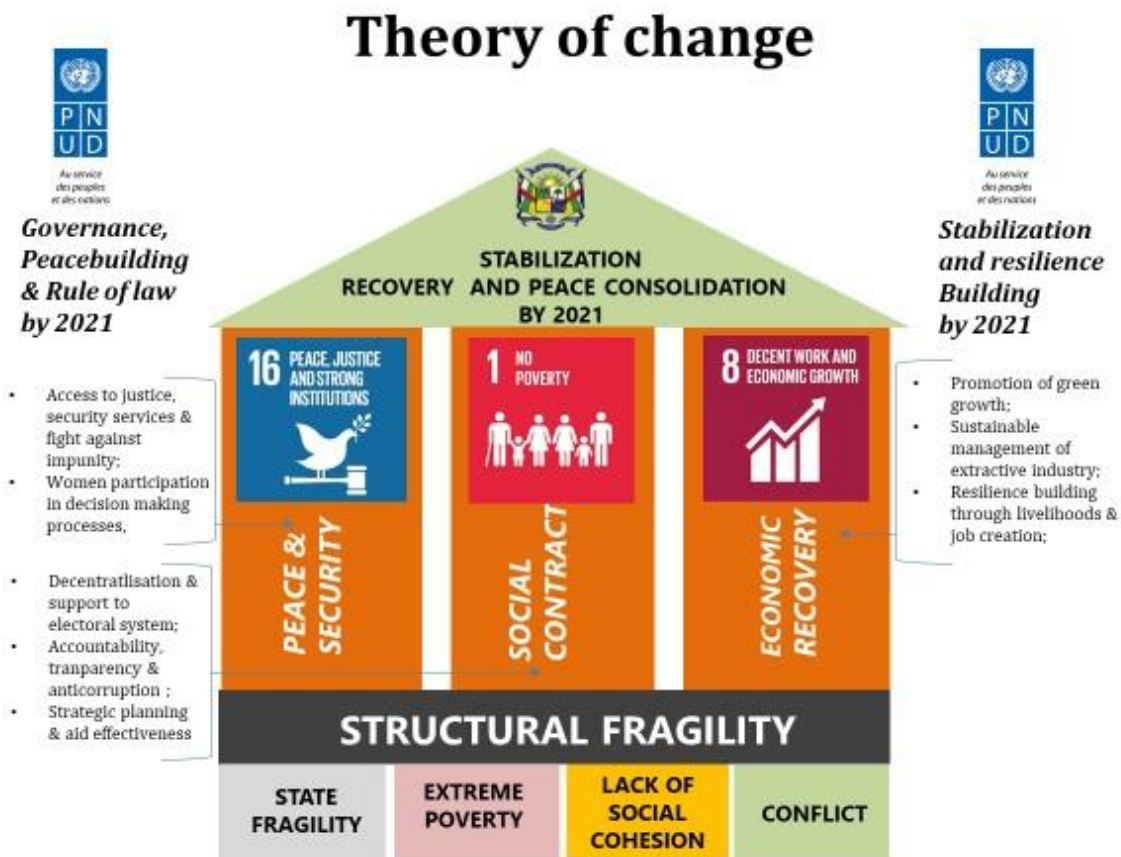 Theory of change
P N
U D
Au service
des peuples
et des nations
Governance,
Peacebuilding
& Rule of law
by 2021
• Access to justice,
security services &
fight against
impunity;
• Women participation
in decision making
processes,
• Decentratlisation &
support to
electoral system;
• Accountability,
tranparency &
anticorruption ;
• Strategic planning
& aid effectiveness
STABILIZATION
RECOVERY AND PEACE CONSOLIDATION
BY 2021
16 PEACE, JUSTICE
AND STRONG
INSTITUTIONS
PEACE &
SECURITY
1 NO
POVERTY
SOCIAL
CONTRACT
8 DECENT WORK AND
ECONOMIC GROWTH
ECONOMIC
RECOVERY
STRUCTURAL FRAGILITY
STATE
FRAGILITY
EXTREME
POVERTY
LACK OF
SOCIAL
COHESION
CONFLICT
P N
U D
Au service
des peuples
et des nations
Stabilization
and resilience
Building
by 2021
• Promotion of green
growth;
• Sustainable
management of
extractive industry;
• Resilience building
through livelihoods &
job creation;